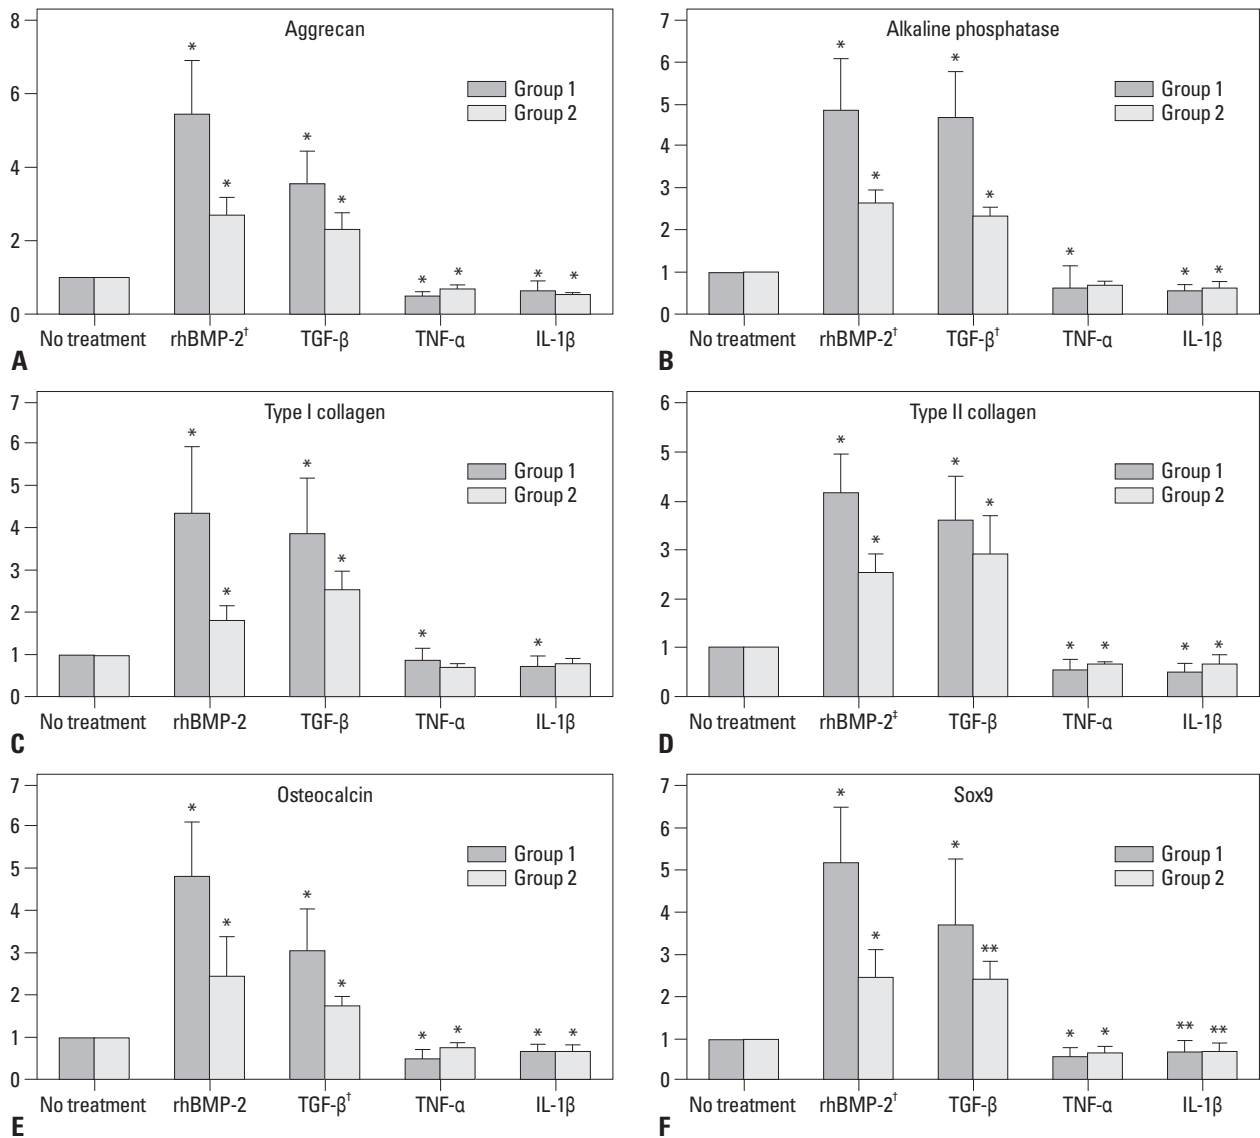 Aggrecan
8
6
4
2
0
* * * * * * * *
Group 1
Group 2
No treatment rhBMP-2† TGF-β TNF-α IL-1β
A
Alkaline phosphatase
7
6
5
4
3
2
1
0
* * * * * * *
Group 1
Group 2
No treatment rhBMP-2† TGF-β† TNF-α IL-1β
B
Type I collagen
7
6
5
4
3
2
1
0
* * * * * *
Group 1
Group 2
No treatment rhBMP-2 TGF-β TNF-α IL-1β
C
Type II collagen
6
5
4
3
2
1
0
* * * * * * * *
Group 1
Group 2
No treatment rhBMP-2‡ TGF-β TNF-α IL-1β
D
Osteocalcin
7
6
5
4
3
2
1
0
* * * * * * * *
Group 1
Group 2
No treatment rhBMP-2 TGF-β† TNF-α IL-1β
E
Sox9
7
6
5
4
3
2
1
0
* * * ** * * ** **
Group 1
Group 2
No treatment rhBMP-2† TGF-β TNF-α IL-1β
F